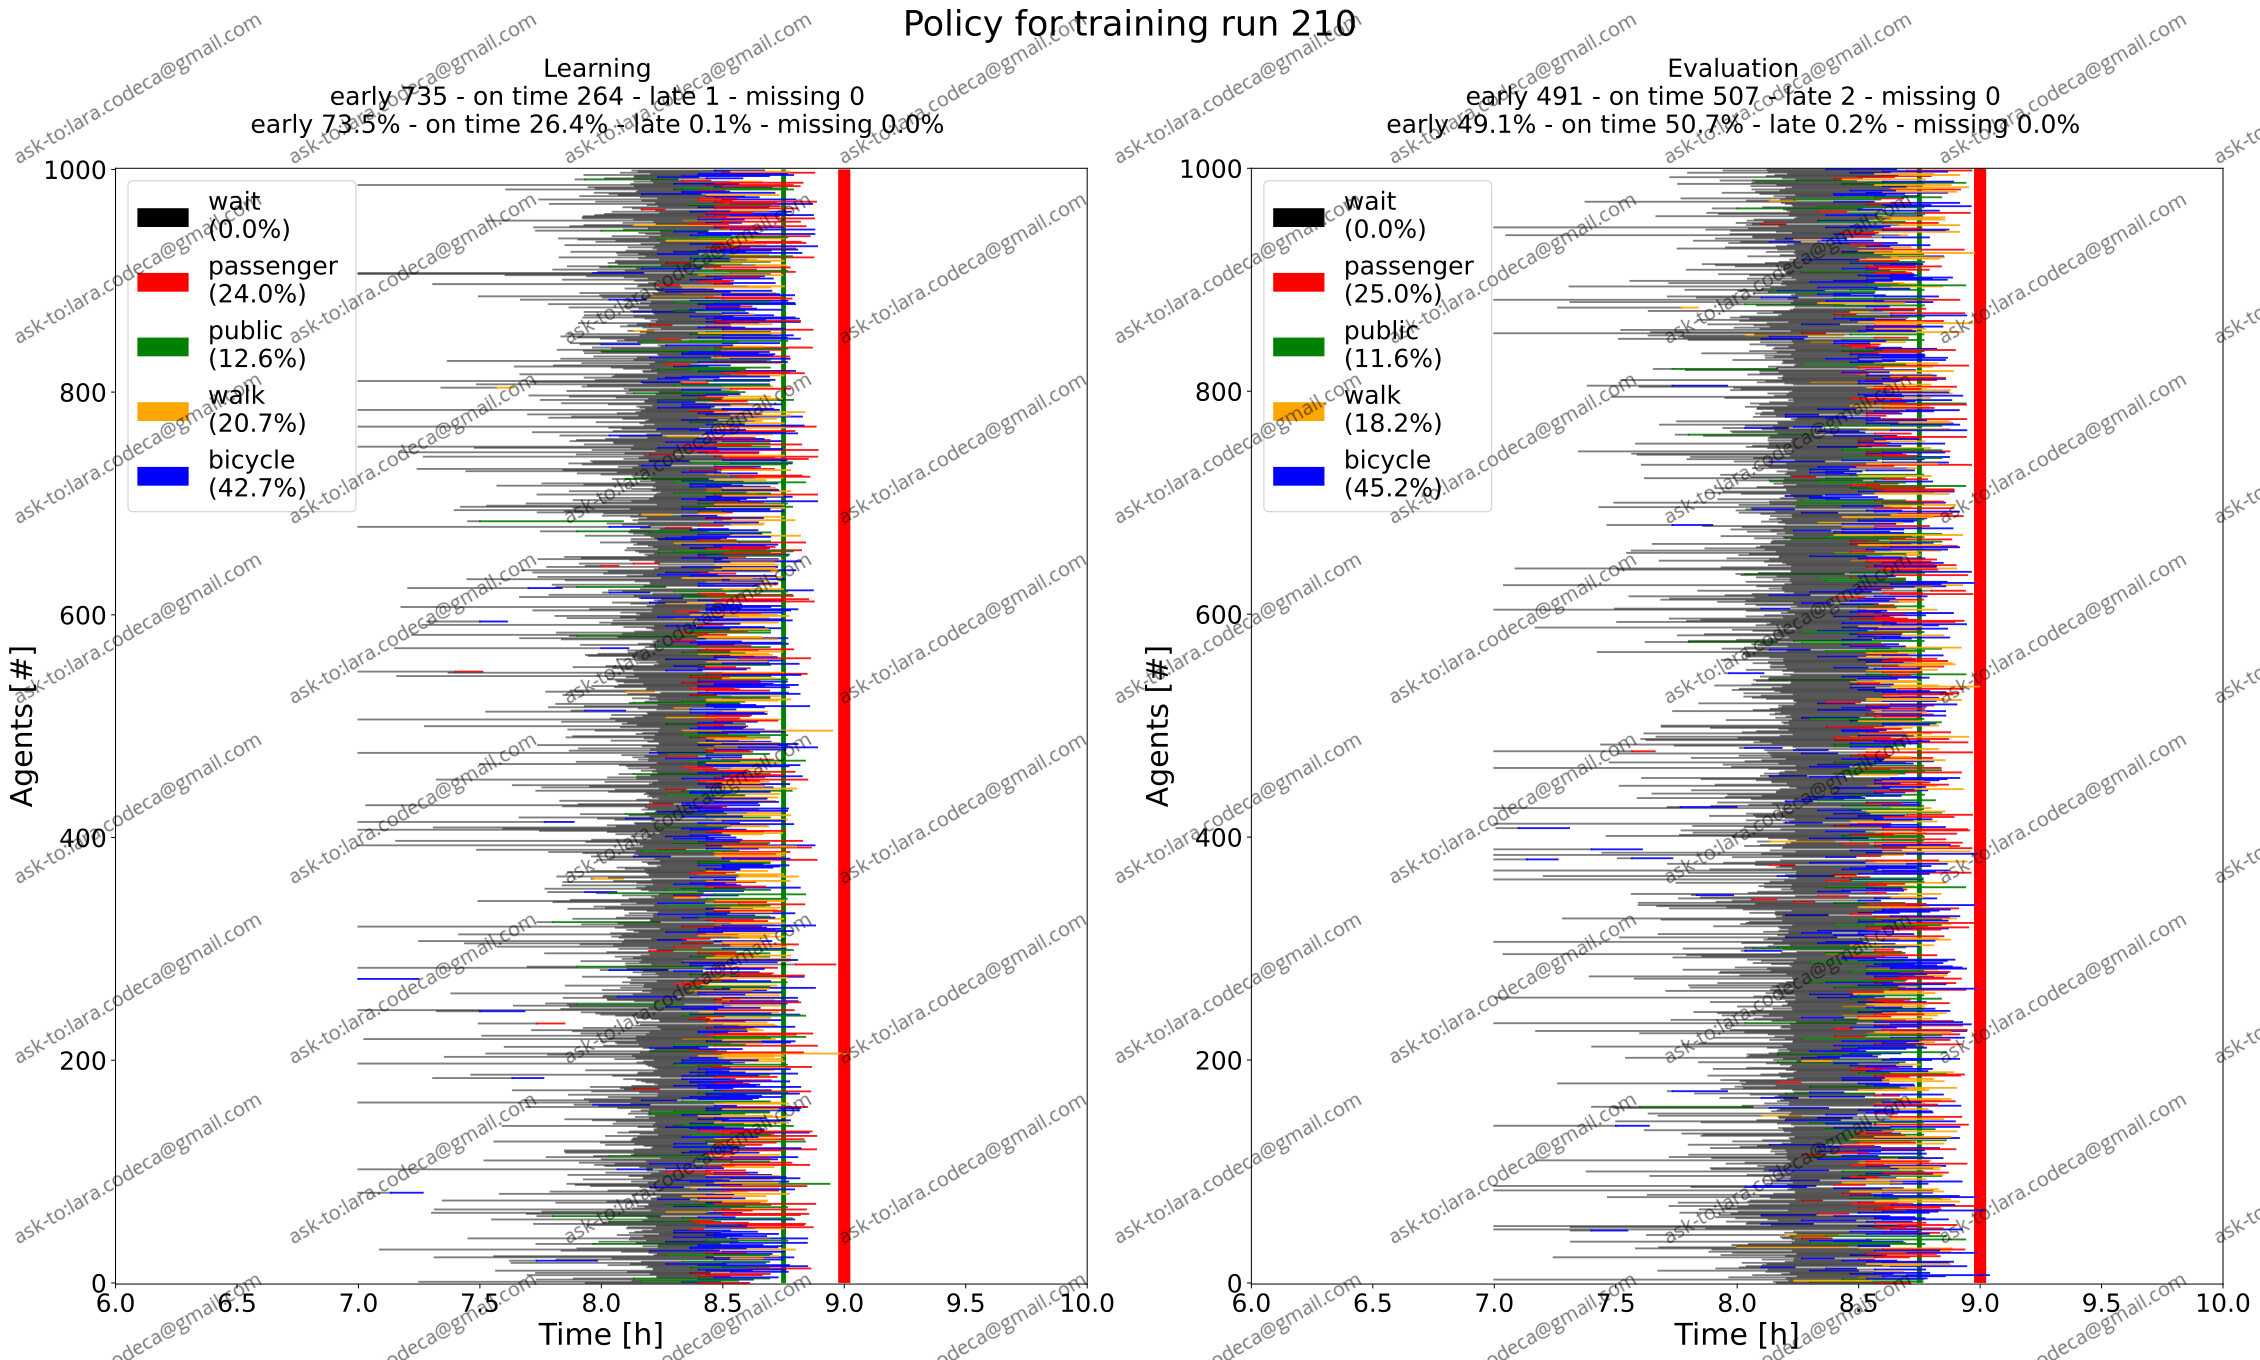 Policy for training run 210
Learning
early 735 - on time 264 - late 1 - missing 0
early 73.5% - on time 26.4% - late 0.1% - missing 0.0%
1000
800
600
400
200
0
Agents [#]
wait
(0.0%)
passenger
(24.0%)
public
(12.6%)
walk
(20.7%)
bicycle
(42.7%)
6.0 6.5 7.0 7.5 8.0 8.5 9.0 9.5 10.0
Time [h]
Evaluation
early 491 - on time 507 - late 2 - missing 0
early 49.1% - on time 50.7% - late 0.2% - missing 0.0%
1000
800
600
400
200
0
Agents [#]
wait
(0.0%)
passenger
(25.0%)
public
(11.6%)
walk
(18.2%)
bicycle
(45.2%)
6.0 6.5 7.0 7.5 8.0 8.5 9.0 9.5 10.0
Time [h]
ask-to:lara.codeca@gmail.com